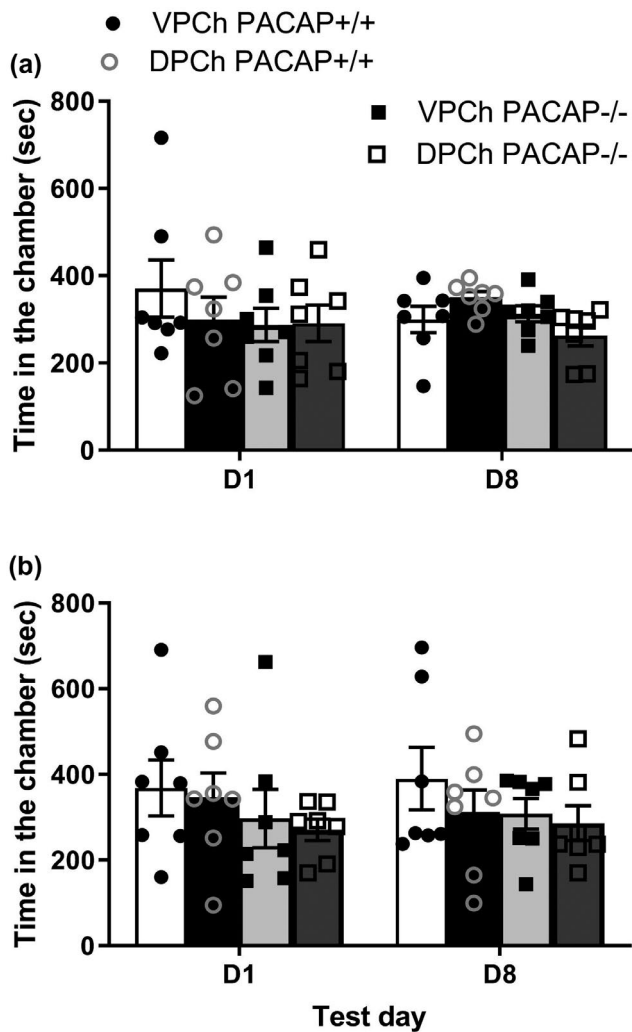 VPCh PACAP+/+
DPCh PACAP+/+
(a)
VPCh PACAP-/-
DPCh PACAP-/-
Time in the chamber (sec)
800
600
400
200
0
D1 D8
(b)
Time in the chamber (sec)
800
600
400
200
0
D1 D8
Test day